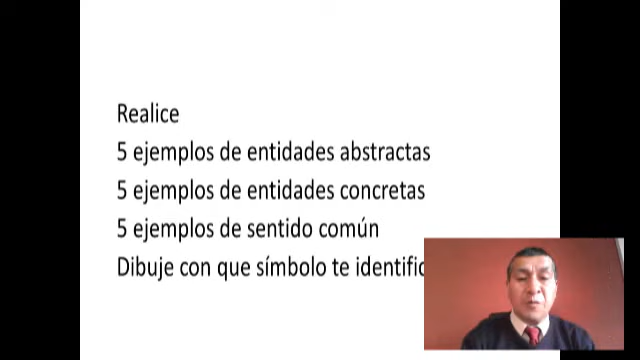 Realice
5 ejemplos de entidades abstractas
5 ejemplos de entidades concretas
5 ejemplos de sentido común
Dibuje con que símbolo te